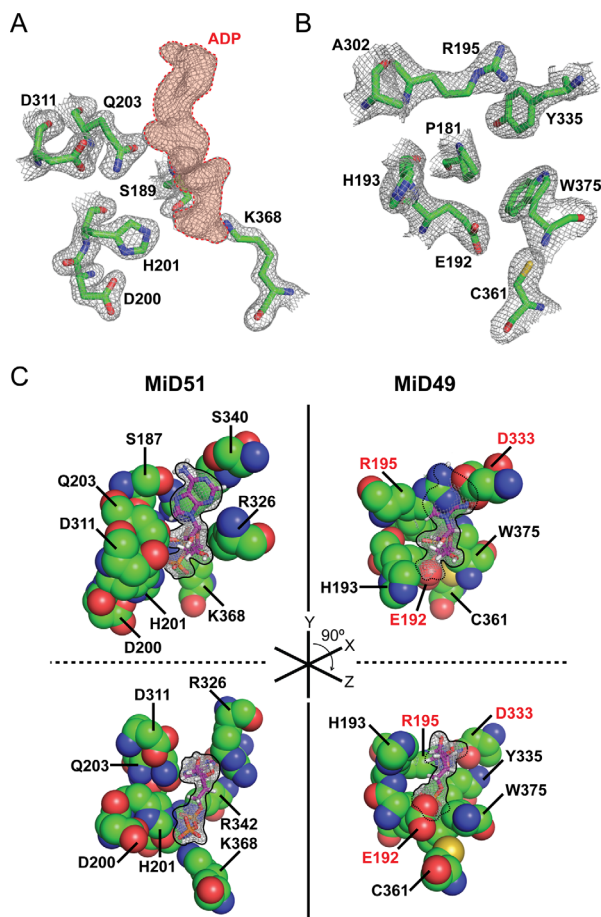 A
ADP
D311
Q203
S189
K368
H201
D200
B
A302
R195
Y335
P181
H193
W375
E192
C361
C
MiD51
MiD49
S340
S187
Q203
D311
R326
H201
K368
D200
D333
R195
W375
H193
E192
C361
Y
90º
X
Z
D311
R326
Q203
R342
K368
D200
H201
H193
R195
D333
Y335
W375
E192
C361